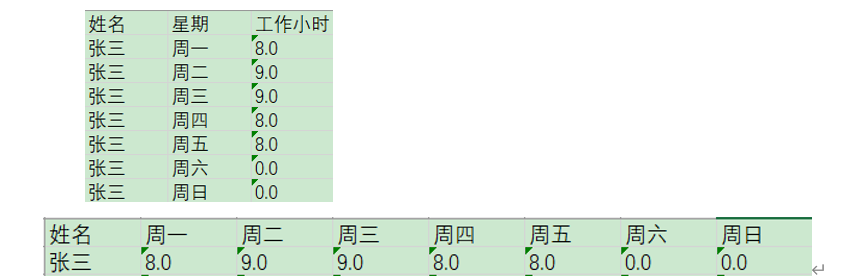 姓名 星期 工作小时
张三 周一 8.0
张三 周二 9.0
张三 周三 9.0
张三 周四 8.0
张三 周五 8.0
张三 周六 0.0
张三 周日 0.0
姓名 周一 周二 周三 周四 周五 周六 周日
张三 8.0 9.0 9.0 8.0 8.0 0.0 0.0